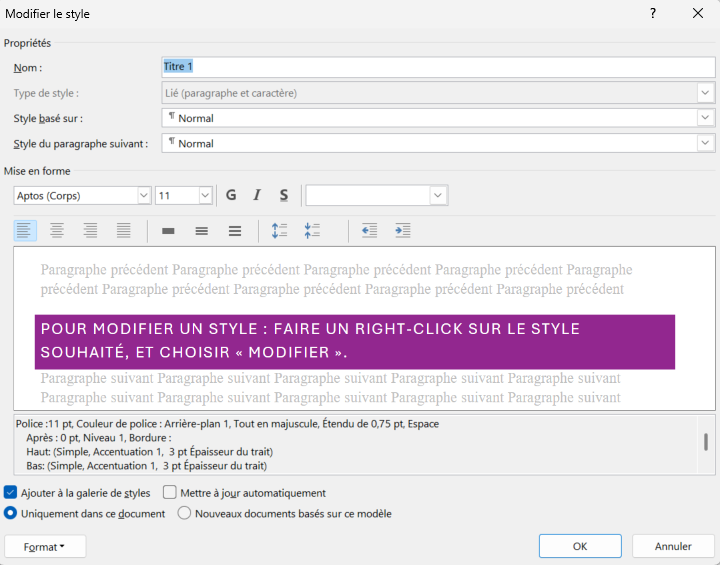 Modifier le style
?
Propriétés
Nom :
Titre 1
Type de style :
Lié (paragraphe et caractère)
Style basé sur :
¶ Normal
Style du paragraphe suivant :
¶ Normal
Mise en forme
Aptos (Corps) 11 G I S
Paragraphe précédent Paragraphe précédent Paragraphe précédent Paragraphe précédent Paragraphe
précédent Paragraphe précédent Paragraphe précédent Paragraphe précédent Paragraphe précédent
POUR MODIFIER UN STYLE : FAIRE UN RIGHT-CLICK SUR LE STYLE
SOUHAITÉ, ET CHOISIR « MODIFIER ».
Paragraphe suivant Paragraphe suivant Paragraphe suivant Paragraphe suivant Paragraphe suivant
Paragraphe suivant Paragraphe suivant Paragraphe suivant Paragraphe suivant Paragraphe suivant
Police :11 pt, Couleur de police : Arrière-plan 1, Tout en majuscule, Étendu de 0,75 pt, Espace
Après : 0 pt, Niveau 1, Bordure :
Haut: (Simple, Accentuation 1,  3 pt Épaisseur du trait)
Bas: (Simple, Accentuation 1,  3 pt Épaisseur du trait)
Ajouter à la galerie de styles Mettre à jour automatiquement
Uniquement dans ce document Nouveaux documents basés sur ce modèle
Format OK Annuler